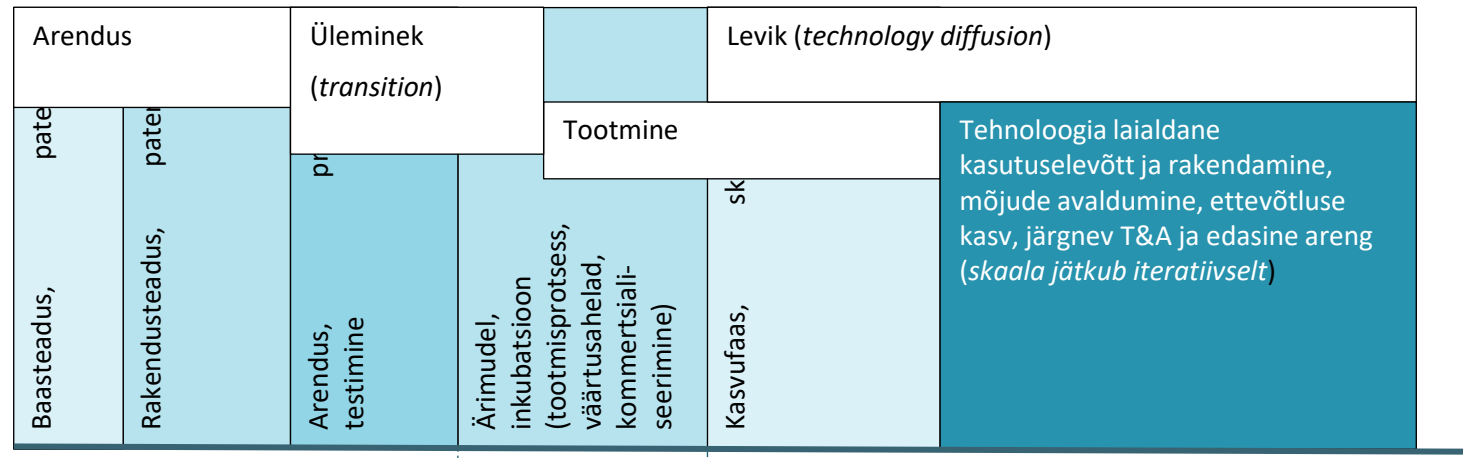 Arendus
Üleminek
(transition)
Levik (technology diffusion)
Tootmine
Baasteadus,
Rakendusteadus,
Arendus,
testimine
Ärimudel,
inkubatsioon
(tootmisprotsess,
väärtusahelad,
kommertsiali-
seerimine)
Kasvufaas,
Tehnoloogia laialdane
kasutuselevõtt ja rakendamine,
mõjude avaldumine, ettevõtluse
kasv, järgnev T&A ja edasine areng
(skaala jätkub iteratiivselt)